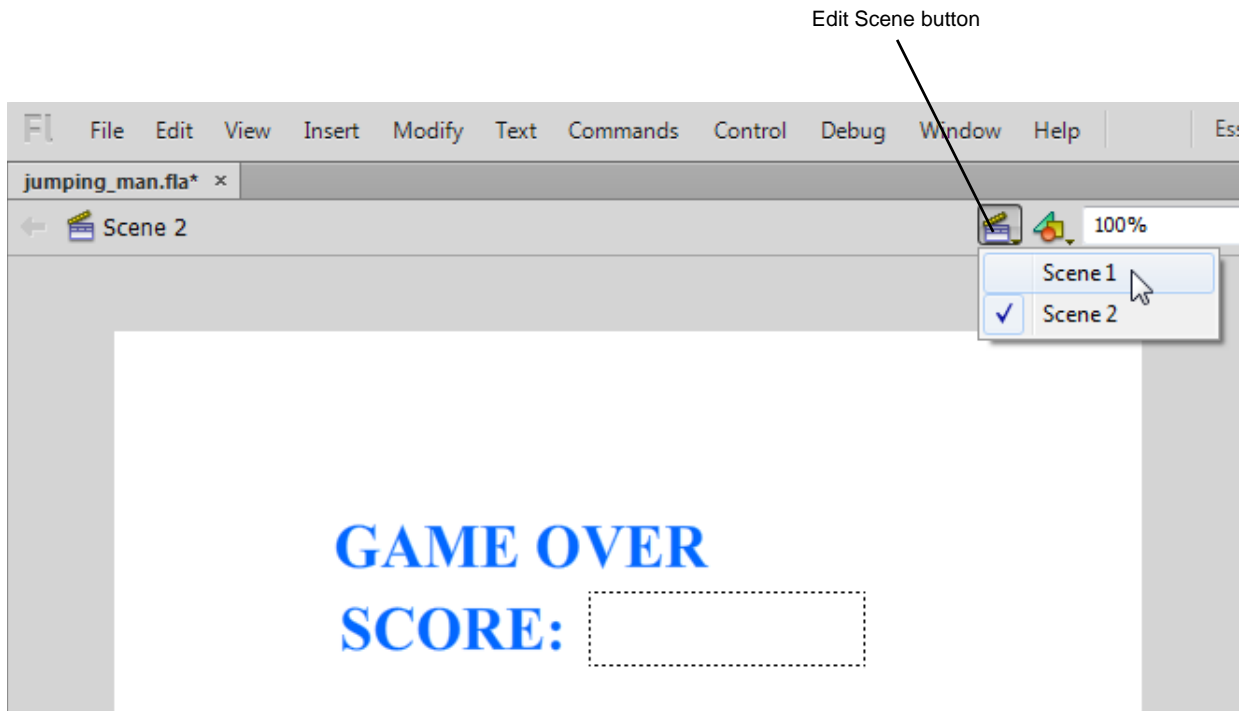 Edit Scene button
Fl File Edit View Insert Modify Text Commands Control Debug Window Help Ess
jumping_man.fla* ×
Scene 2 100%
Scene 1
✓ Scene 2
GAME OVER
SCORE: